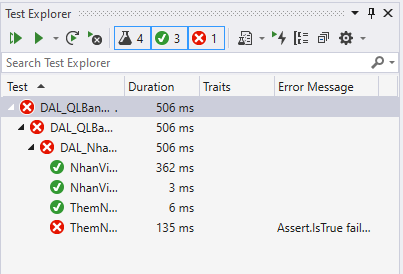 Test Explorer
4 3 1
Search Test Explorer
Test Duration Traits Error Message
DAL_QLBan... . 506 ms
DAL_QLBa... 506 ms
DAL_Nha... 506 ms
NhanVi... 362 ms
NhanVi... 3 ms
ThemN... 6 ms
ThemN... 135 ms Assert.IsTrue fail...